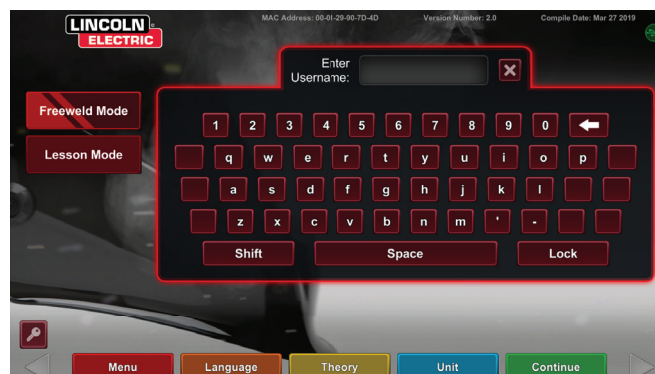 LINCOLN ®
ELECTRIC
MAC Address: 00-0I-29-90-7D-4D Version Number: 2.0 Compile Date: Mar 27 2019
Enter
Username:
Freeweld Mode
Lesson Mode
1 2 3 4 5 6 7 8 9 0
q w e r t y u i o p
a s d f g h j k l
z x c v b n m ' -
Shift Space Lock
Menu Language Theory Unit Continue